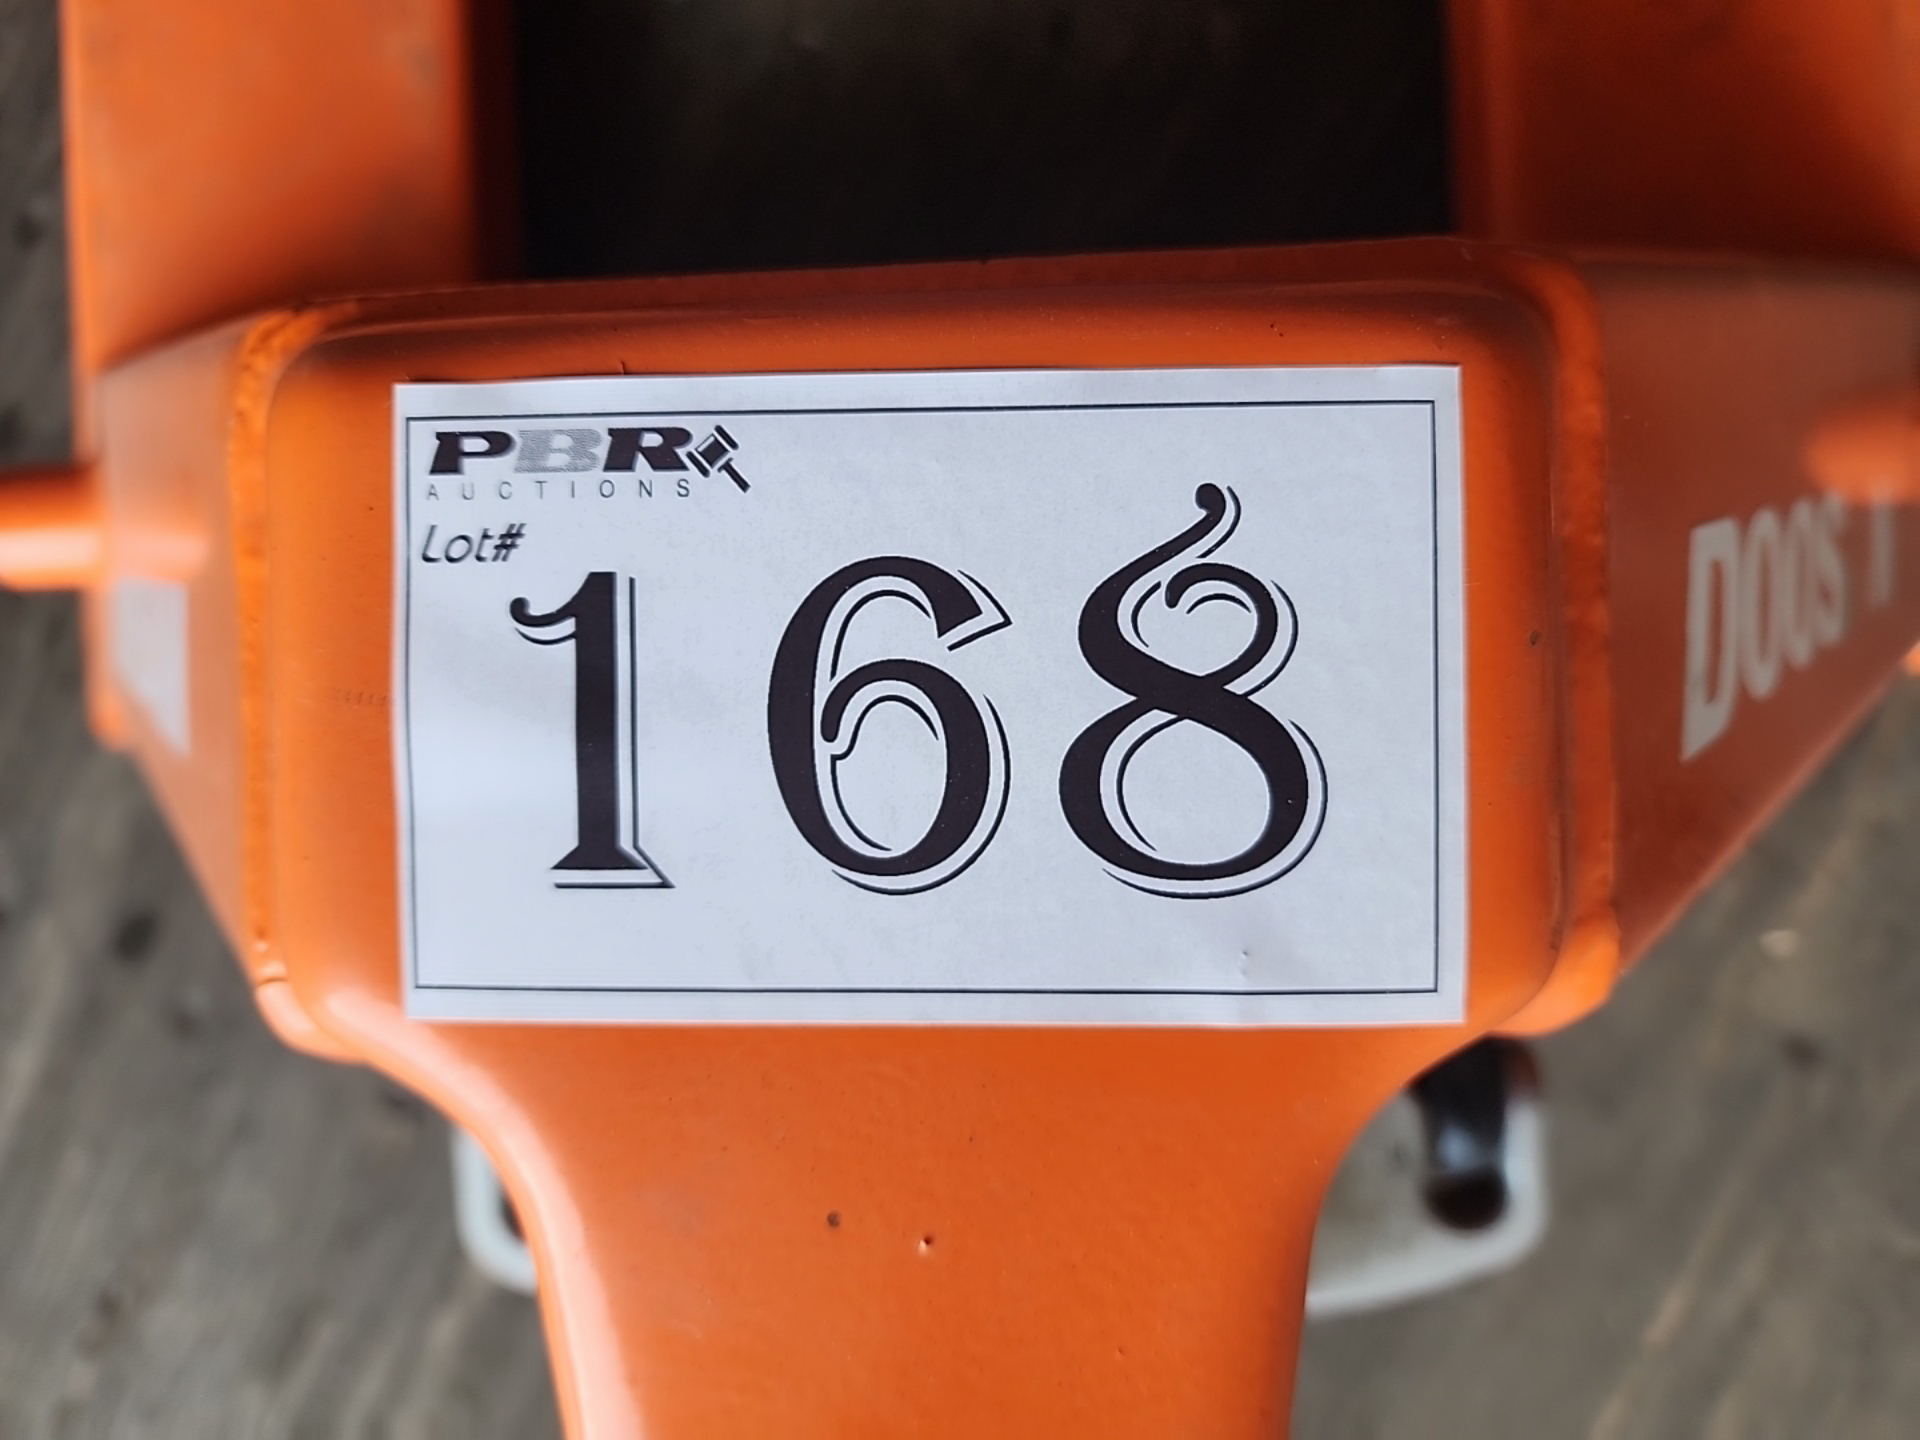 PBR
AUCTIONS
Lot#
168
DOOS